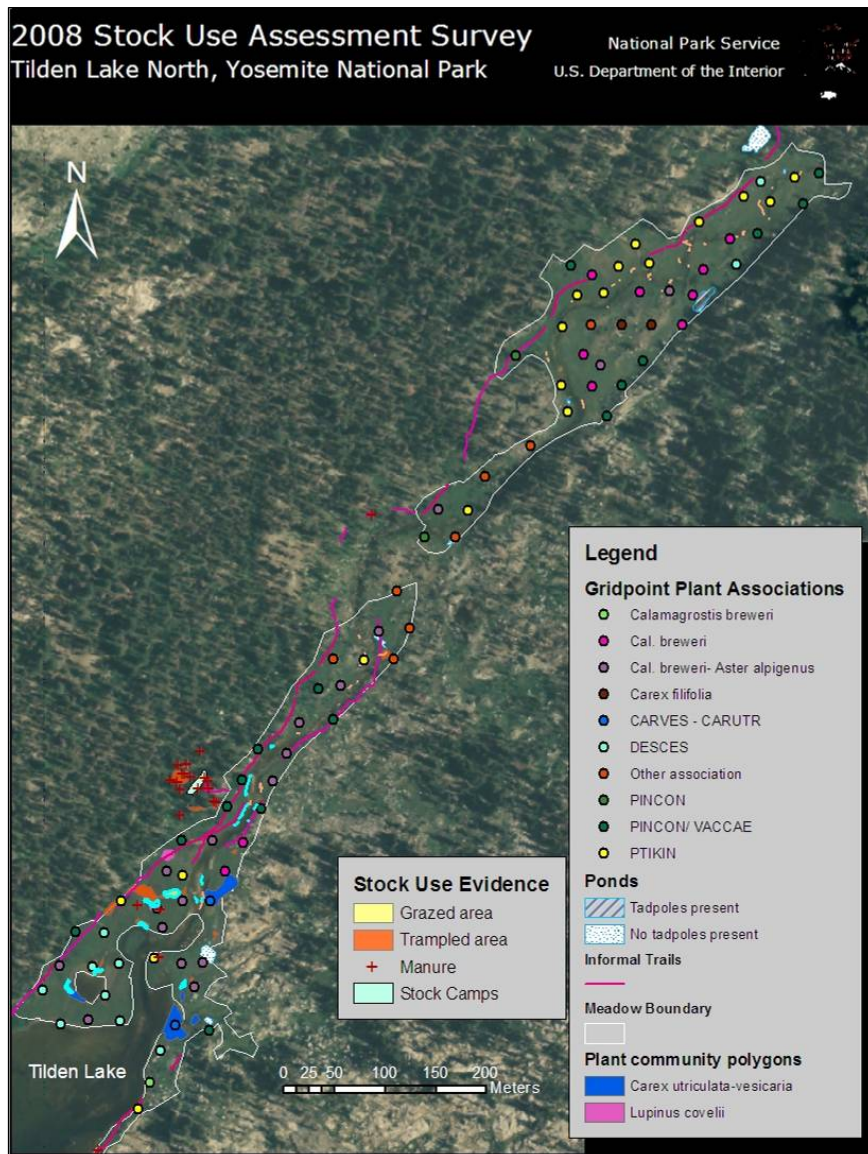 2008 Stock Use Assessment Survey
Tilden Lake North, Yosemite National Park
National Park Service
U.S. Department of the Interior
N
Legend
Gridpoint Plant Associations
Calamagrostis breweri
Cal. breweri
Cal. breweri- Aster alpigenus
Carex filifolia
CARVES - CARUTR
DESCES
Other association
PINCON
PINCON/ VACCAE
PTIKIN
Ponds
Tadpoles present
No tadpoles present
Informal Trails
Meadow Boundary
Plant community polygons
Carex utriculata-vesicaria
Lupinus covelii
Stock Use Evidence
Grazed area
Trampled area
Manure
Stock Camps
Tilden Lake
0 25 50 100 150 200
Meters